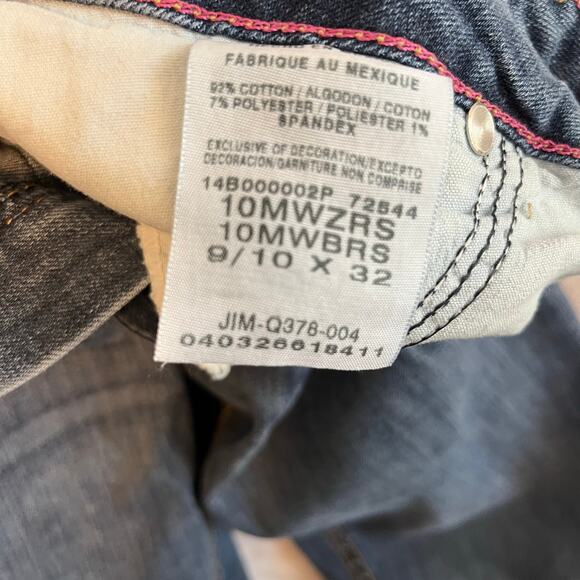 FABRIQUE AU MEXIQUE
92% COTTON / ALGODON / COTON
7% POLYESTER / POLIESTER 1%
SPANDEX
EXCLUSIVE OF DECORATION/EXCEPTO
DECORACION/GARNITURE NON COMPRISE
14B000002P 72544
10MWZRS
10MWBRS
9/10 X 32
JIM-Q378-004
040326618411